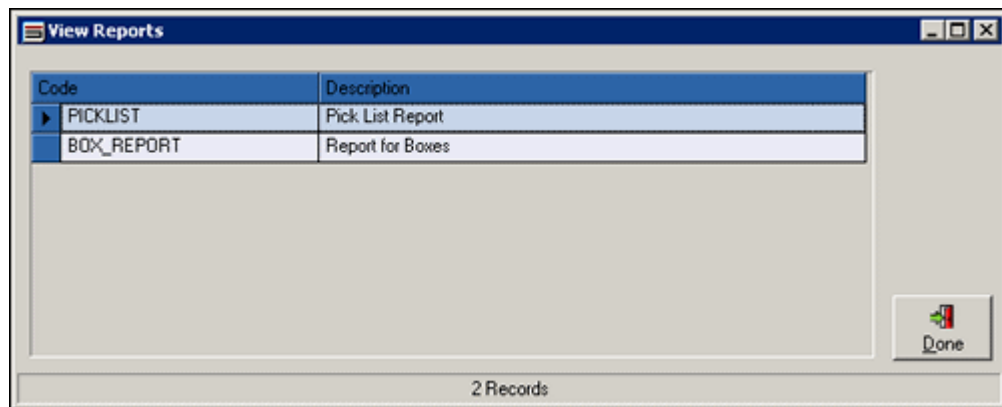 View Reports
Code Description
PICKLIST Pick List Report
BOX_REPORT Report for Boxes
Done
2 Records